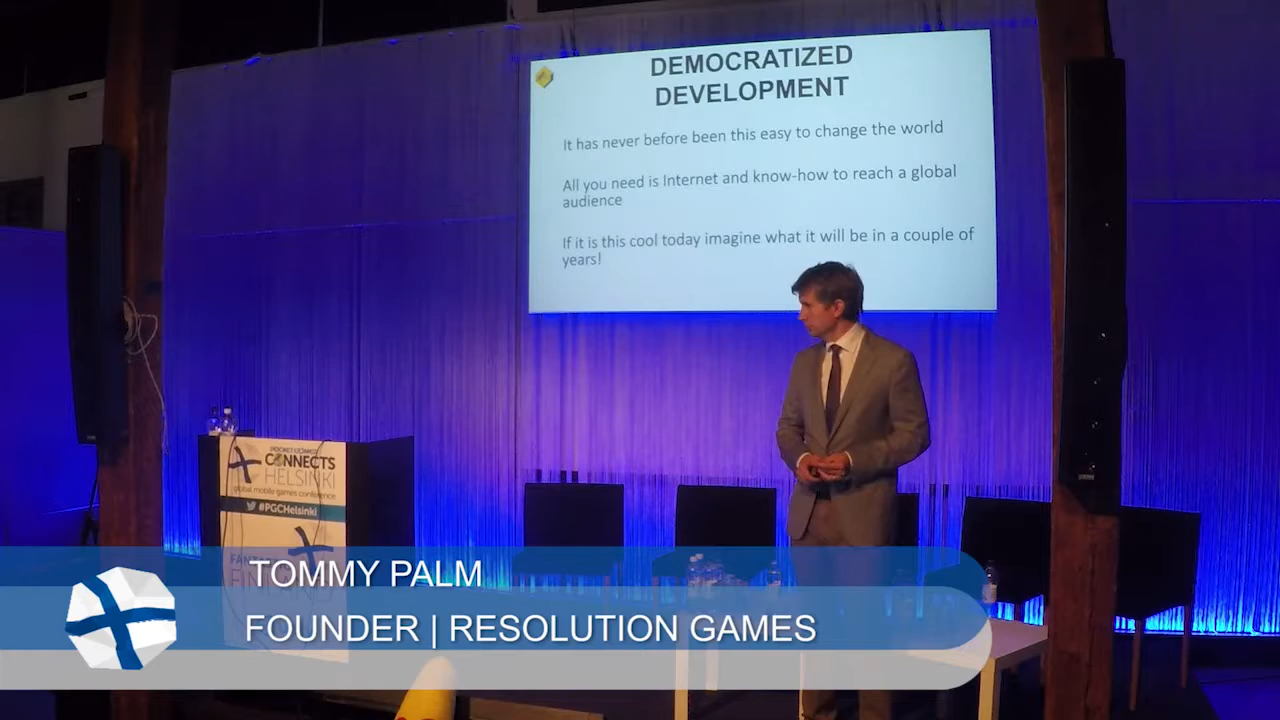 DEMOCRATIZED
DEVELOPMENT
It has never before been this easy to change the world
All you need is Internet and know-how to reach a global
audience
If it is this cool today imagine what it will be in a couple of
years!
POCKET GAMER
CONNECTS
HELSINKI
global mobile games conference
#PGCHelsinki
TOMMY PALM
FOUNDER | RESOLUTION GAMES